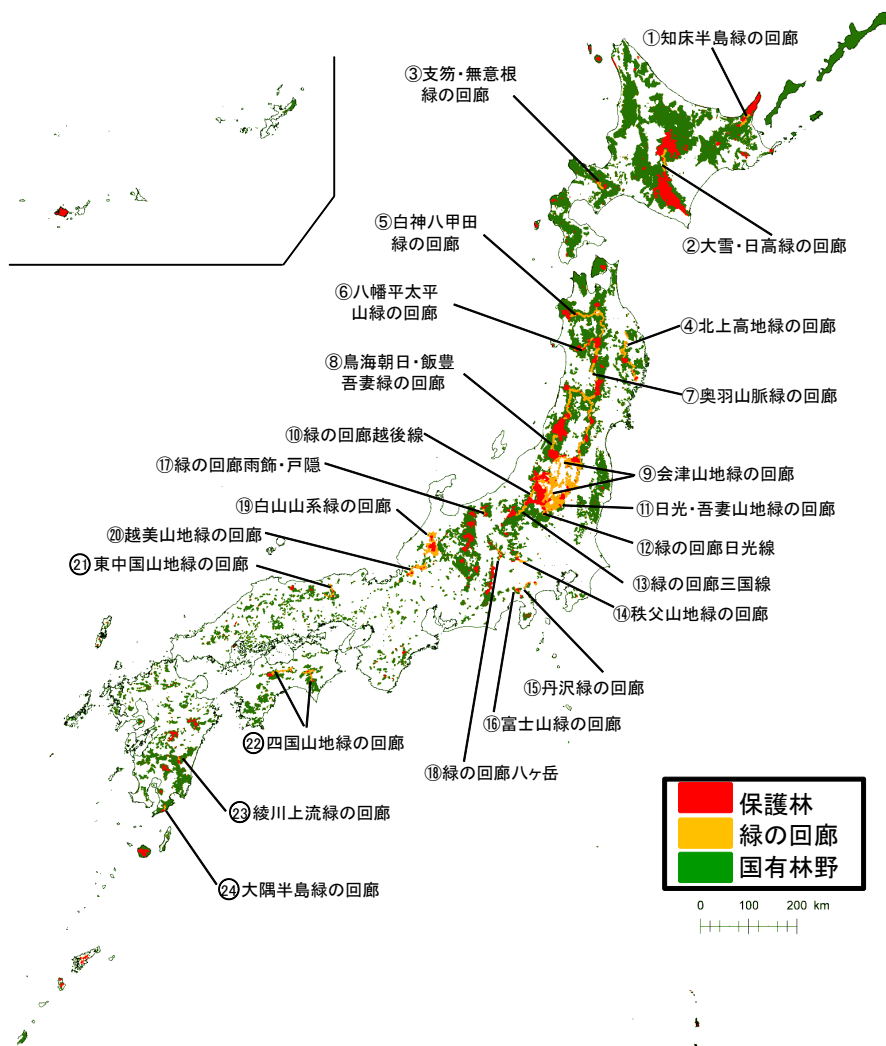 ①知床半島緑の回廊
③支笏・無意根
緑の回廊
②大雪・日高緑の回廊
⑤白神八甲田
緑の回廊
⑥八幡平太平
山緑の回廊
④北上高地緑の回廊
⑧鳥海朝日・飯豊
吾妻緑の回廊
⑦奥羽山脈緑の回廊
⑩緑の回廊越後線
⑰緑の回廊雨飾・戸隠
⑨会津山地緑の回廊
⑲白山山系緑の回廊
⑪日光・吾妻山地緑の回廊
⑳越美山地緑の回廊
⑫緑の回廊日光線
㉑東中国山地緑の回廊
⑬緑の回廊三国線
⑭秩父山地緑の回廊
⑮丹沢緑の回廊
⑯富士山緑の回廊
㉒四国山地緑の回廊
⑱緑の回廊八ヶ岳
㉓綾川上流緑の回廊
㉔大隅半島緑の回廊
保護林
緑の回廊
国有林野
0 100 200 km